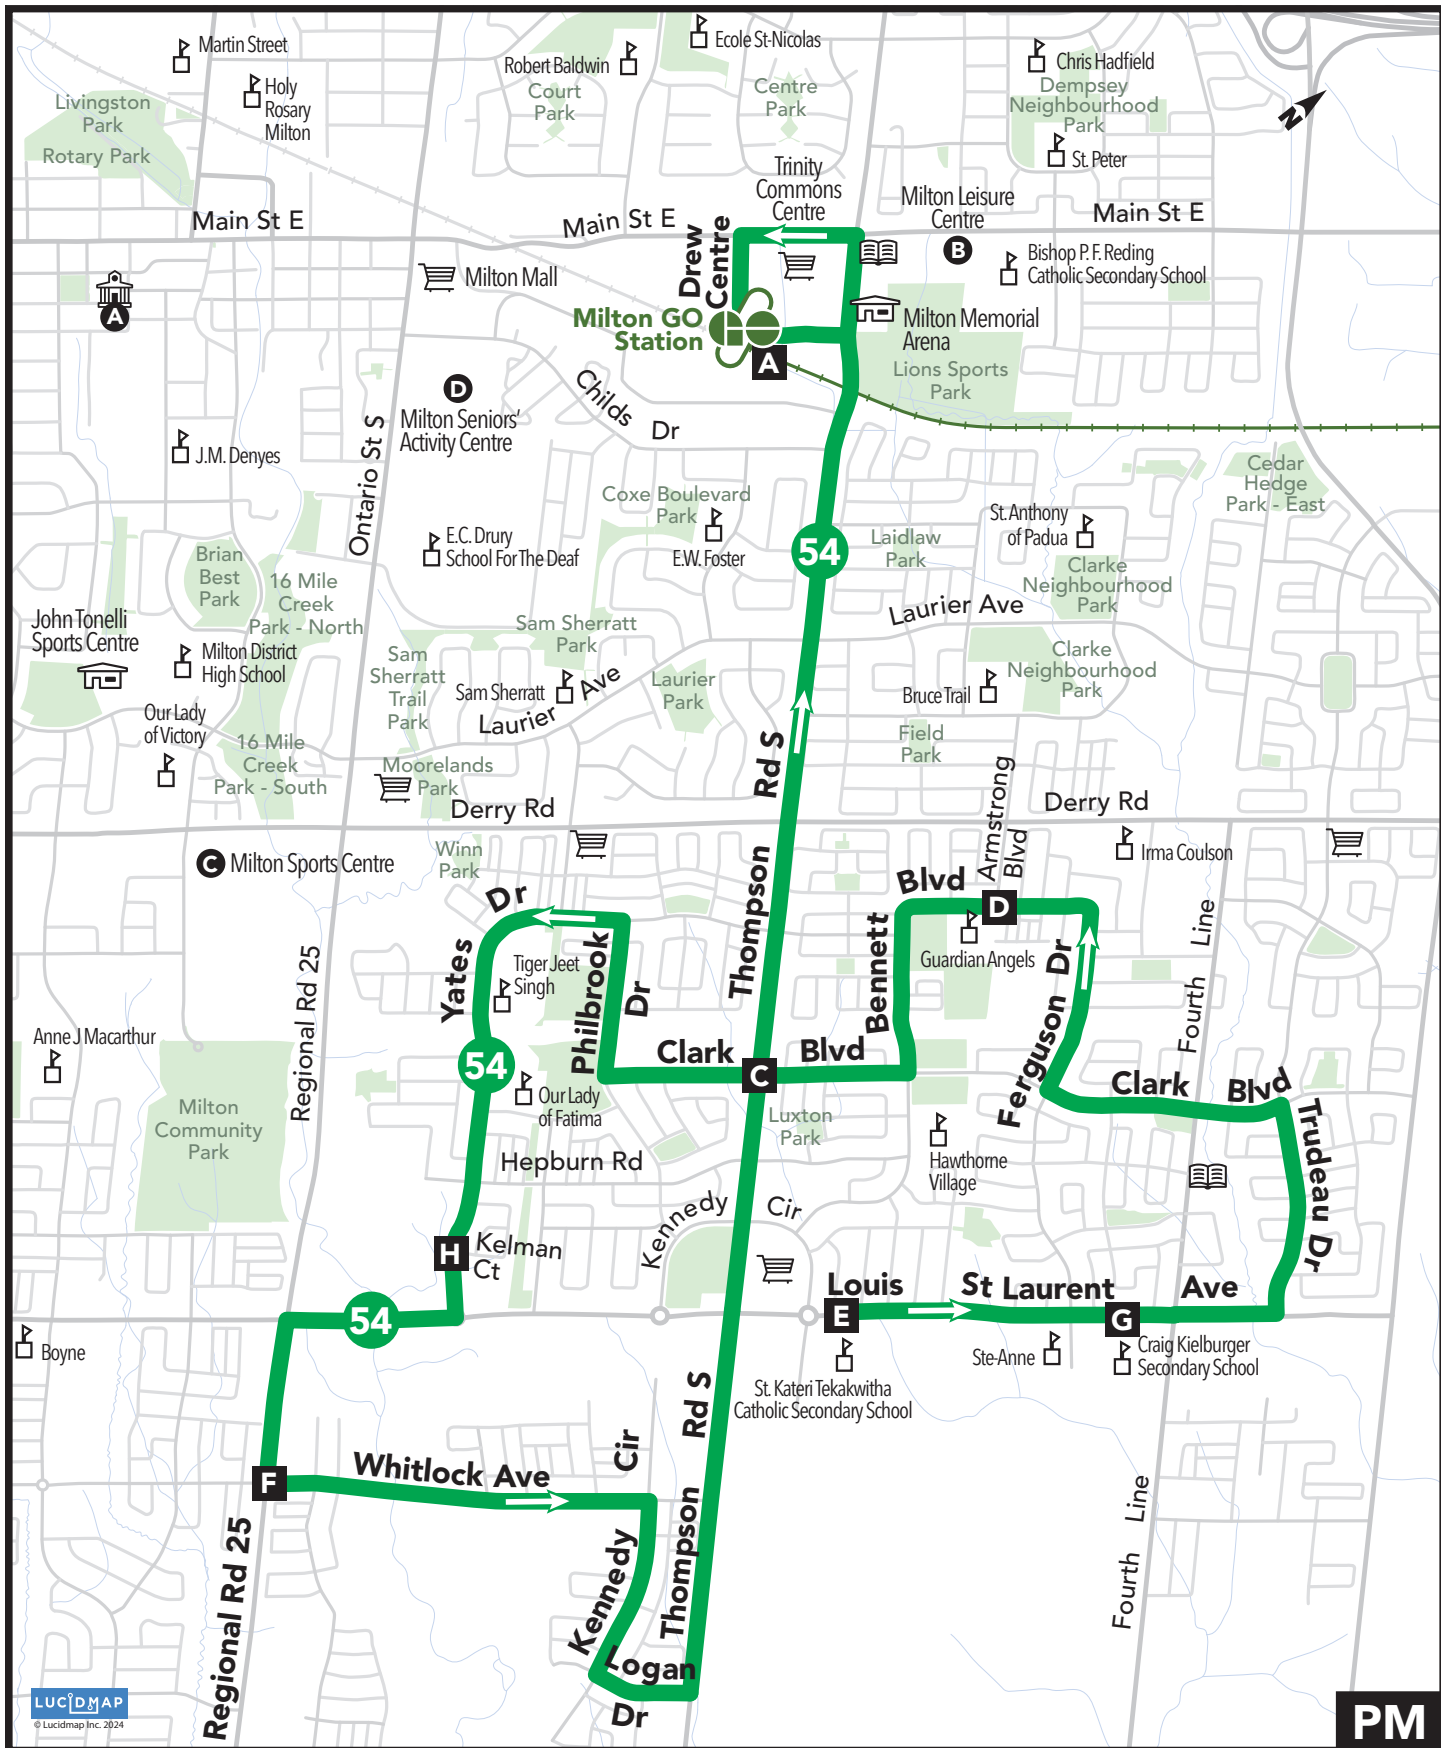 Martin Street
Holy
Rosary
Milton
Livingston
Park
Rotary Park
Robert Baldwin
Court
Park
Ecole St-Nicolas
Centre
Park
Chris Hadfield
Dempsey
Neighbourhood
Park
St. Peter
N
Trinity
Commons
Centre
Milton Leisure
Centre
B
Main St E
Main St E
Main St E
Drew
Centre
Bishop P. F. Reding
Catholic Secondary School
Milton Mall
A
Milton GO
Station
A
Milton Memorial
Arena
Lions Sports
Park
D
Milton Seniors'
Activity Centre
Childs Dr
J.M. Denyes
Ontario St S
Coxe Boulevard
Park
E.W. Foster
E.C. Drury
School For The Deaf
54
Laidlaw
Park
St. Anthony
of Padua
Cedar
Hedge
Park - East
Clarke
Neighbourhood
Park
Brian
Best
Park
16 Mile
Creek
Park - North
John Tonelli
Sports Centre
Milton District
High School
Laurier Ave
Sam Sherratt
Park
Sam
Sherratt
Trail
Park
Sam Sherratt
Laurier Ave
Laurier
Park
Clarke
Neighbourhood
Park
Bruce Trail
Our Lady
of Victory
16 Mile
Creek
Park - South
Field
Park
Moorelands
Park
Derry Rd
Rd S
Armstrong
Blvd
Derry Rd
C
Milton Sports Centre
Winn
Park
Irma Coulson
Thompson
Blvd
D
Dr
Yates
Tiger Jeet
Singh
Philbrook
Dr
Bennett
Guardian Angels
Ferguson Dr
Fourth Line
Regional Rd 25
Anne J Macarthur
54
Clark
C
Blvd
Clark Blvd
Our Lady
of Fatima
Milton
Community
Park
Luxton
Park
Hawthorne
Village
Trudeau Dr
Hepburn Rd
Kennedy Cir
H
Kelman
Ct
Louis St Laurent Ave
E
G
54
Boyne
Ste-Anne
Craig Kielburger
Secondary School
St. Kateri Tekakwitha
Catholic Secondary School
Rd S
F
Whitlock Ave
Cir
Kennedy
Thompson
Fourth Line
Regional Rd 25
Logan
Dr
LUCIDMAP
© Lucidmap Inc. 2024
PM